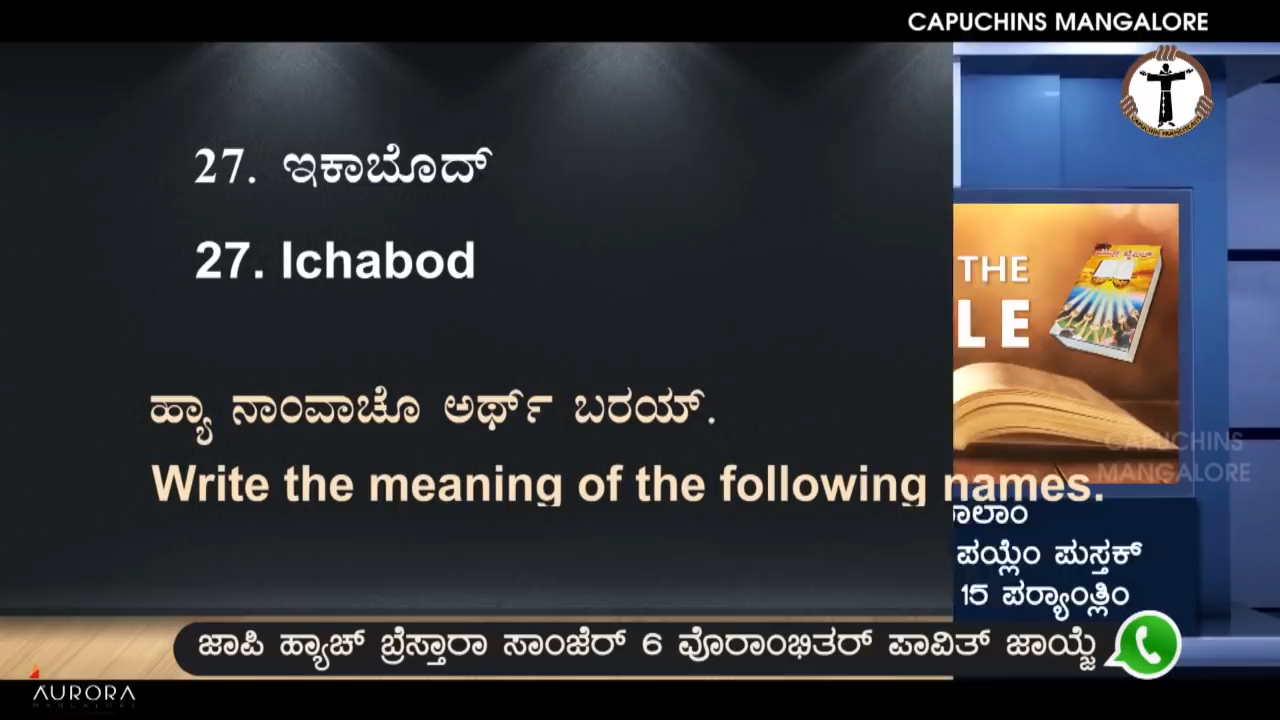 CAPUCHINS MANGALORE
27. ಇಕಾಬೊದ್
27. Ichabod
THE
LE
ಹ್ಯಾ ನಾಂವಾಚೊ ಅರ್ಥ್ ಬರಯ್.
Write the meaning of the following names.
CAPUCHINS
MANGALORE
ಾಲಾಂ
ಪಯ್ಲೆಂ ಪುಸ್ತಕ್
15 ಪರ‍್ಯಾಂತ್ಲಿಂ
ಜಾಪಿ ಹ್ಯಾಚ್ ಬ್ರೆಸ್ತಾರಾ ಸಾಂಜೆರ್ 6 ವೊರಾಂಭಿತರ್ ಪಾವಿತ್ ಜಾಯ್ಜೆ
AURORA
MANGALORE